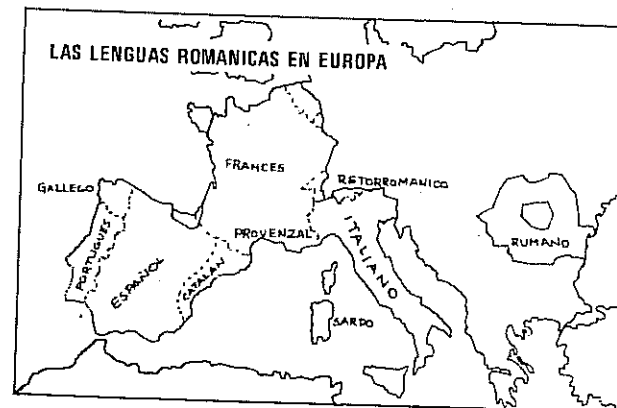 LAS LENGUAS ROMANICAS EN EUROPA
FRANCES
RETORROMANICO
GALLEGO
PROVENZAL
PORTUGUES
ESPAÑOL
CATALAN
ITALIANO
RUMANO
SARDO